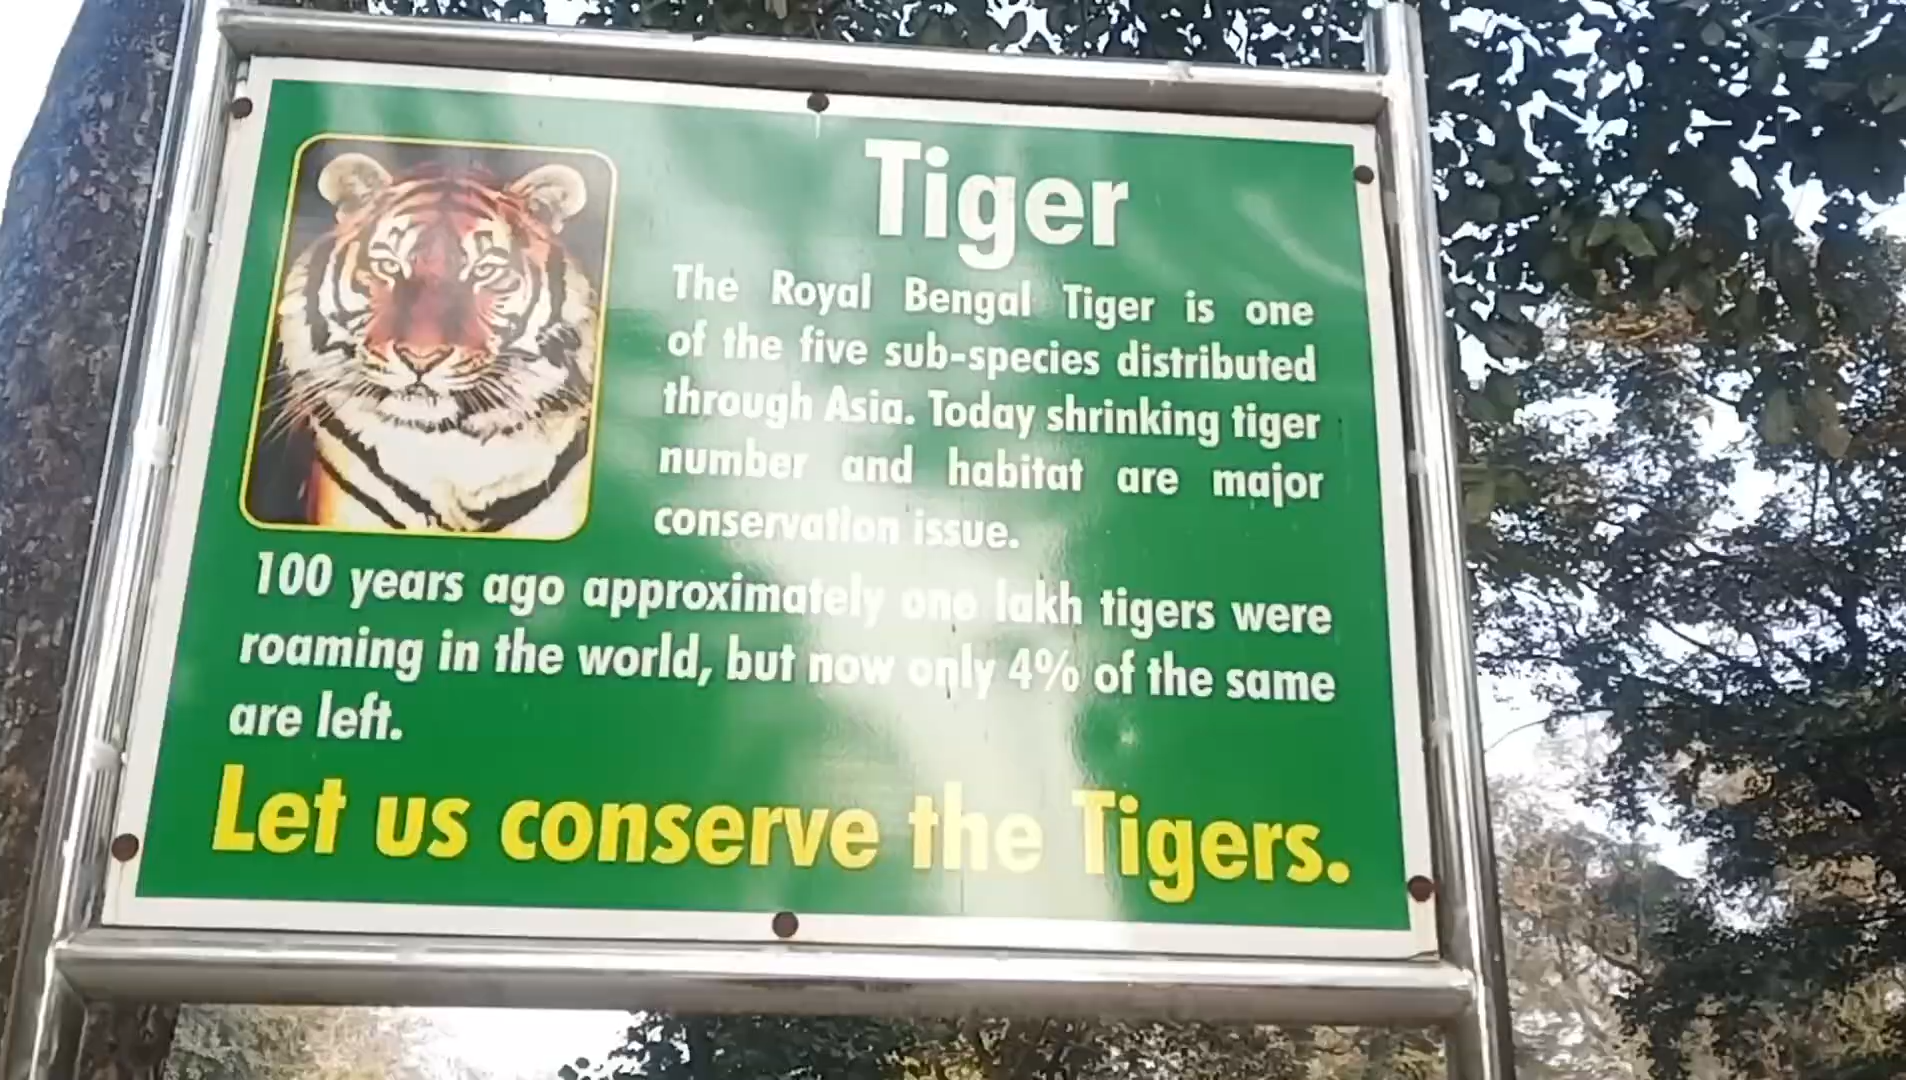 Tiger
The Royal Bengal Tiger is one
of the five sub-species distributed
through Asia. Today shrinking tiger
number and habitat are major
conservation issue.
100 years ago approximately one lakh tigers were
roaming in the world, but now only 4% of the same
are left.
Let us conserve the Tigers.